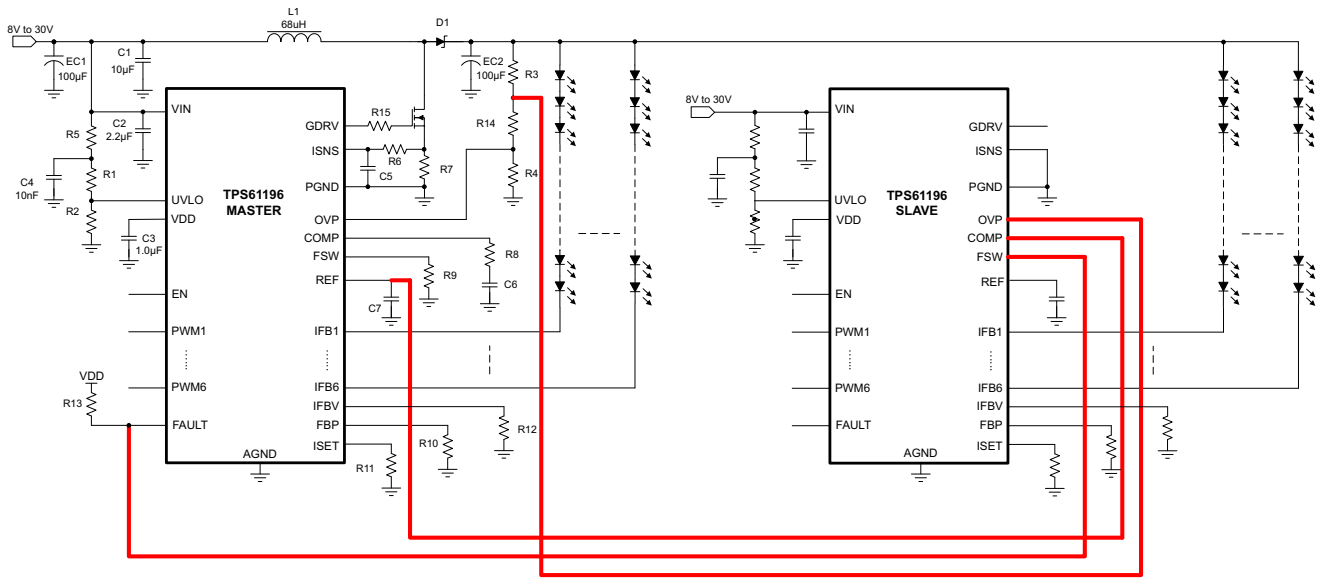 8V to 30V
L1
68uH
D1
EC1
100µF
C1
10µF
EC2
100µF
R3
R5
C2
2.2µF
R15
R14
R6
C5
R7
R4
C4
10nF
R1
R2
C3
1.0µF
TPS61196
MASTER
VIN
UVLO
VDD
EN
PWM1
PWM6
FAULT
AGND
GDRV
ISNS
PGND
OVP
COMP
FSW
REF
IFB1
IFB6
IFBV
FBP
ISET
R8
R9
C6
C7
VDD
R13
R12
R10
R11
8V to 30V
TPS61196
SLAVE
VIN
UVLO
VDD
EN
PWM1
PWM6
FAULT
AGND
GDRV
ISNS
PGND
OVP
COMP
FSW
REF
IFB1
IFB6
IFBV
FBP
ISET